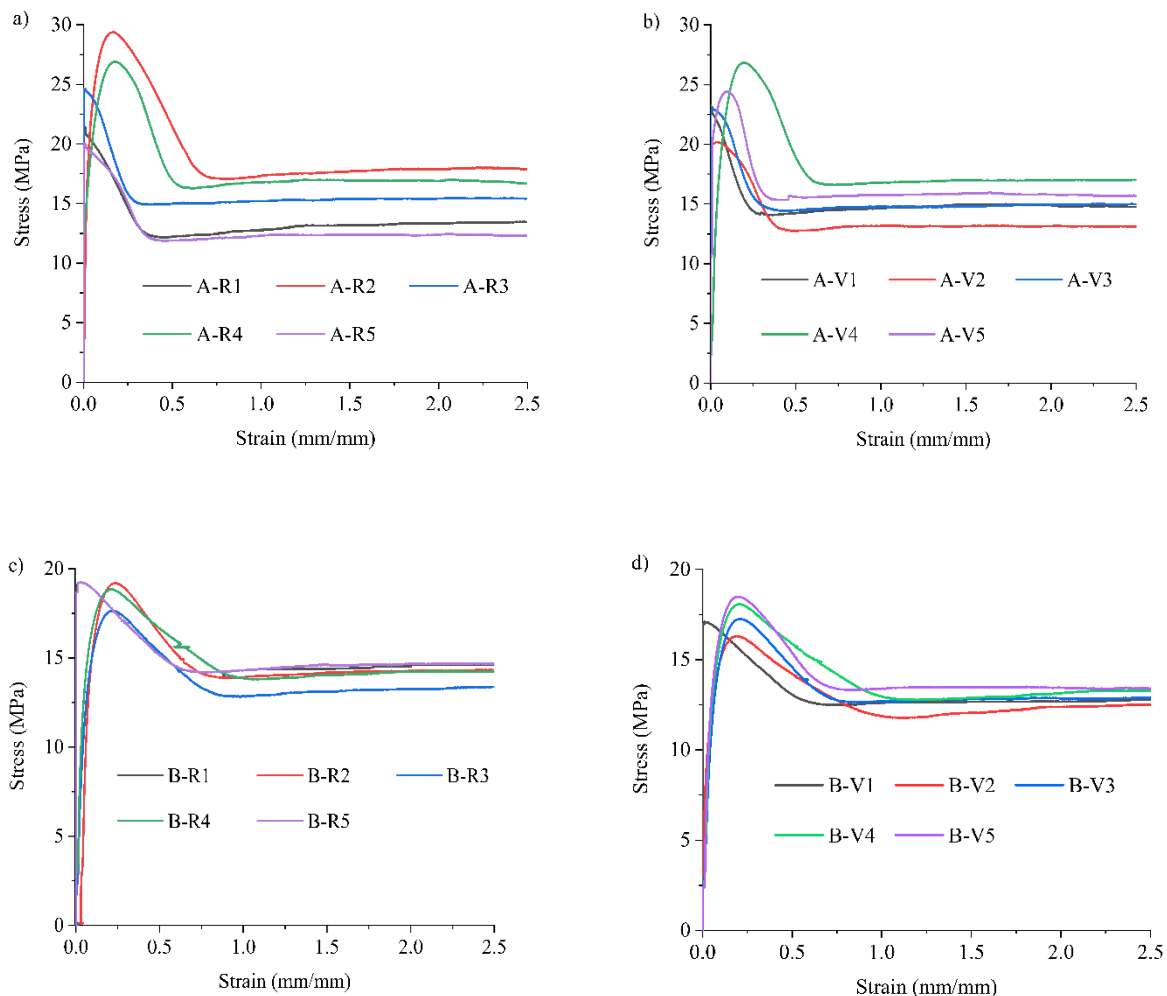 a)
30
25
20
15
10
5
0
Stress (MPa)
A-R1 A-R2 A-R3
A-R4 A-R5
0.0 0.5 1.0 1.5 2.0 2.5
Strain (mm/mm)
b)
30
25
20
15
10
5
0
Stress (MPa)
A-V1 A-V2 A-V3
A-V4 A-V5
0.0 0.5 1.0 1.5 2.0 2.5
Strain (mm/mm)
c)
20
15
10
5
0
Stress (MPa)
B-R1 B-R2 B-R3
B-R4 B-R5
0.0 0.5 1.0 1.5 2.0 2.5
Strain (mm/mm)
d)
20
15
10
5
0
Stress (MPa)
B-V1 B-V2 B-V3
B-V4 B-V5
0.0 0.5 1.0 1.5 2.0 2.5
Strain (mm/mm)